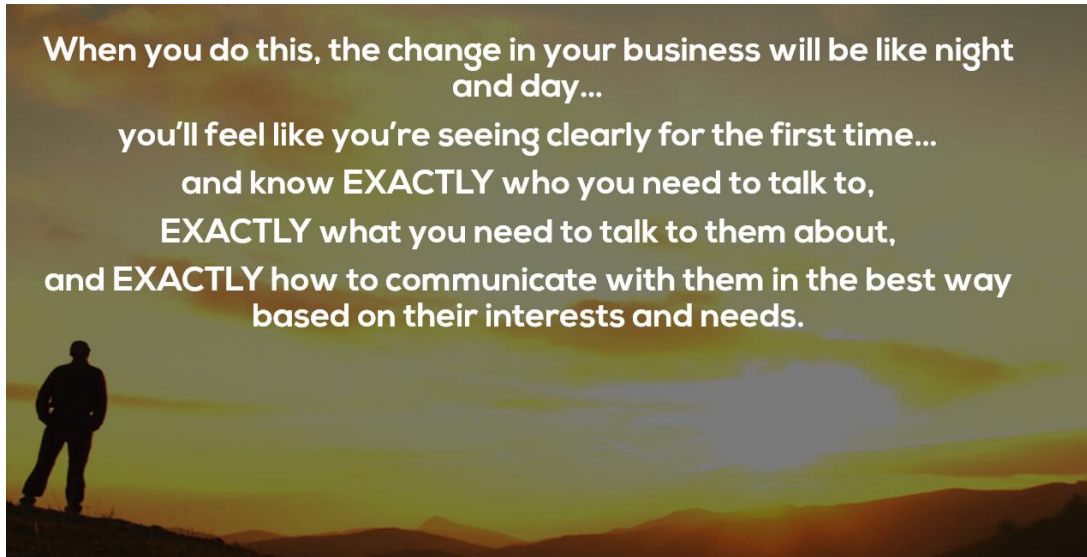 When you do this, the change in your business will be like night
and day...
you'll feel like you're seeing clearly for the first time...
and know EXACTLY who you need to talk to,
EXACTLY what you need to talk to them about,
and EXACTLY how to communicate with them in the best way
based on their interests and needs.